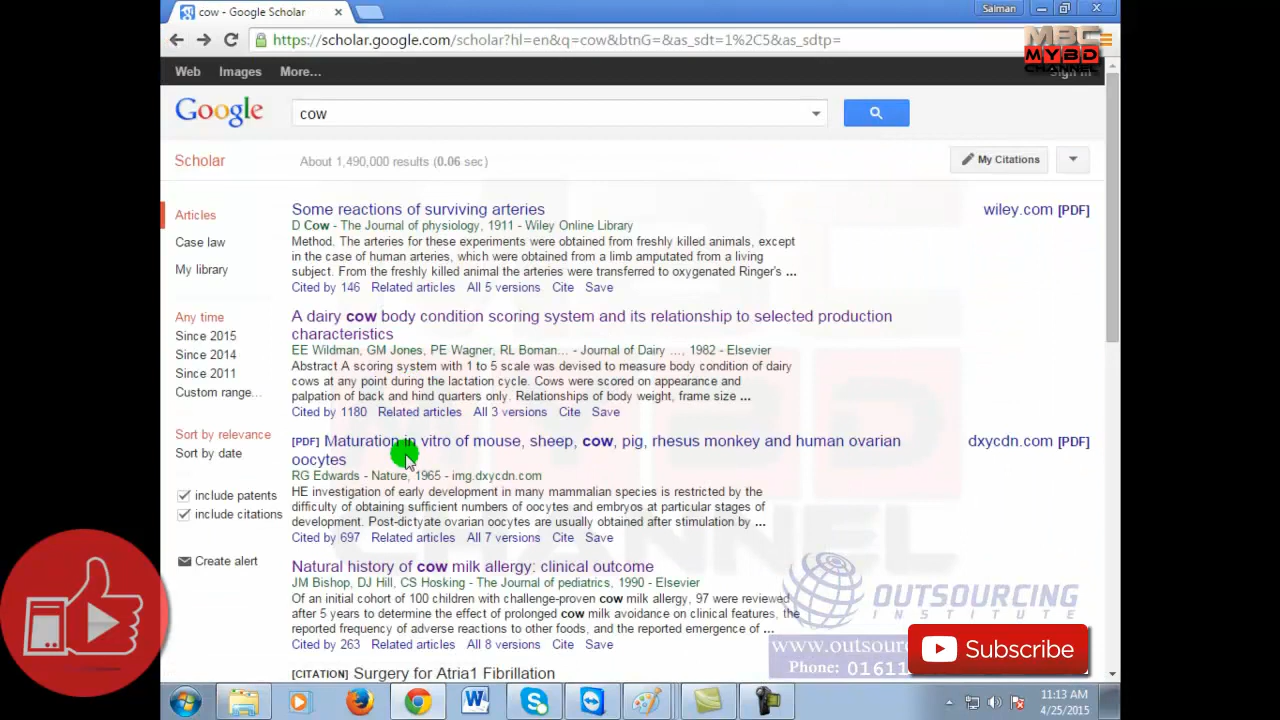 cow - Google Scholar
Salman
https://scholar.google.com/scholar?hl=en&q=cow&btnG=&as_sdt=1%2C5&as_sdtp=
MBC
MYBD
CHANNEL
Web Images More...
Sign in
Google
cow
Scholar
About 1,490,000 results (0.06 sec)
My Citations
Articles
Case law
My library
Any time
Since 2015
Since 2014
Since 2011
Custom range...
Sort by relevance
Sort by date
include patents
include citations
Create alert
Some reactions of surviving arteries
wiley.com [PDF]
D Cow - The Journal of physiology, 1911 - Wiley Online Library
Method. The arteries for these experiments were obtained from freshly killed animals, except
in the case of human arteries, which were obtained from a limb amputated from a living
subject. From the freshly killed animal the arteries were transferred to oxygenated Ringer's ...
Cited by 146 Related articles All 5 versions Cite Save
A dairy cow body condition scoring system and its relationship to selected production
characteristics
EE Wildman, GM Jones, PE Wagner, RL Boman... - Journal of Dairy ..., 1982 - Elsevier
Abstract A scoring system with 1 to 5 scale was devised to measure body condition of dairy
cows at any point during the lactation cycle. Cows were scored on appearance and
palpation of back and hind quarters only. Relationships of body weight, frame size ...
Cited by 1180 Related articles All 3 versions Cite Save
[PDF] Maturation in vitro of mouse, sheep, cow, pig, rhesus monkey and human ovarian
oocytes
dxycdn.com [PDF]
RG Edwards - Nature, 1965 - img.dxycdn.com
HE investigation of early development in many mammalian species is restricted by the
difficulty of obtaining sufficient numbers of oocytes and embryos at particular stages of
development. Post-dictyate ovarian oocytes are usually obtained after stimulation by ...
Cited by 697 Related articles All 7 versions Cite Save
Natural history of cow milk allergy: clinical outcome
JM Bishop, DJ Hill, CS Hosking - The Journal of pediatrics, 1990 - Elsevier
Of an initial cohort of 100 children with challenge-proven cow milk allergy, 97 were reviewed
after 5 years to determine the effect of prolonged cow milk avoidance on clinical features, the
reported frequency of adverse reactions to other foods, and the reported emergence of ...
Cited by 263 Related articles All 8 versions Cite Save
[CITATION] Surgery for Atria1 Fibrillation
CHANNEL
OUTSOURCING
INSTITUTE
www.outsour
Phone: 01611
Subscribe
11:13 AM
4/25/2015